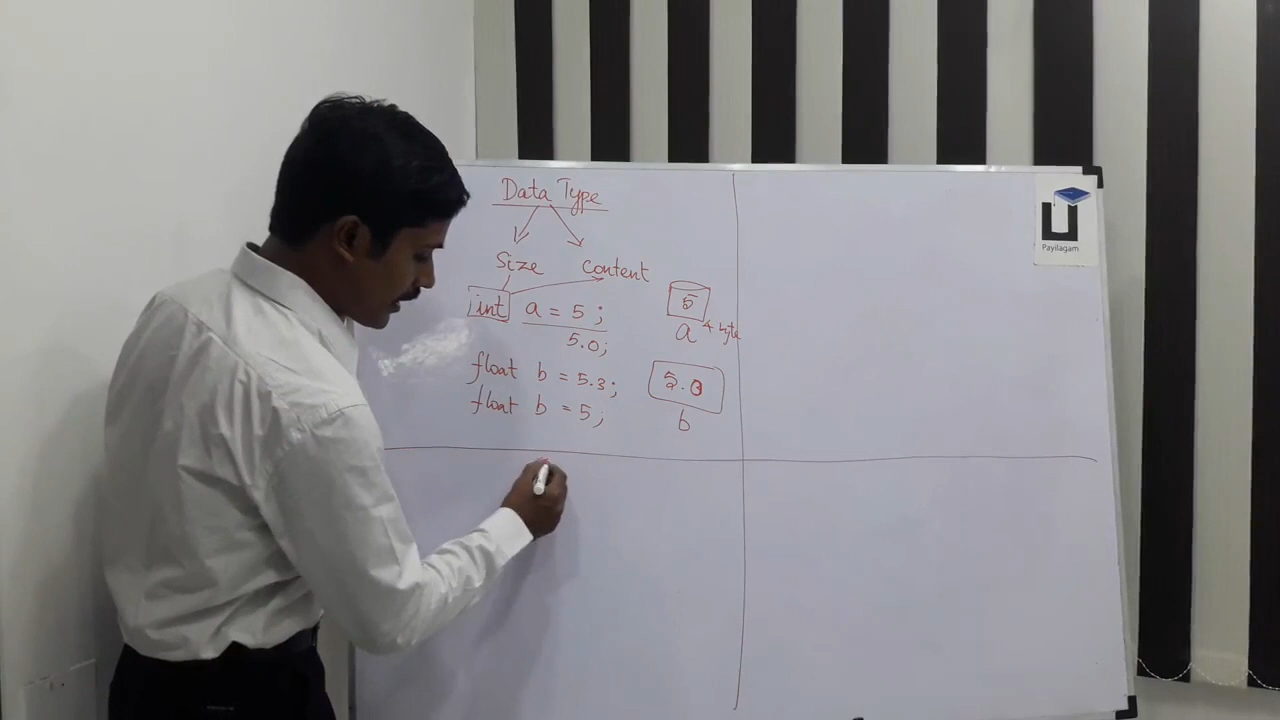 Data Type
Size content
int a = 5 ;
5.0;
float b = 5.3;
float b = 5;
5
a 4 byte
5.0
b
Payilagam